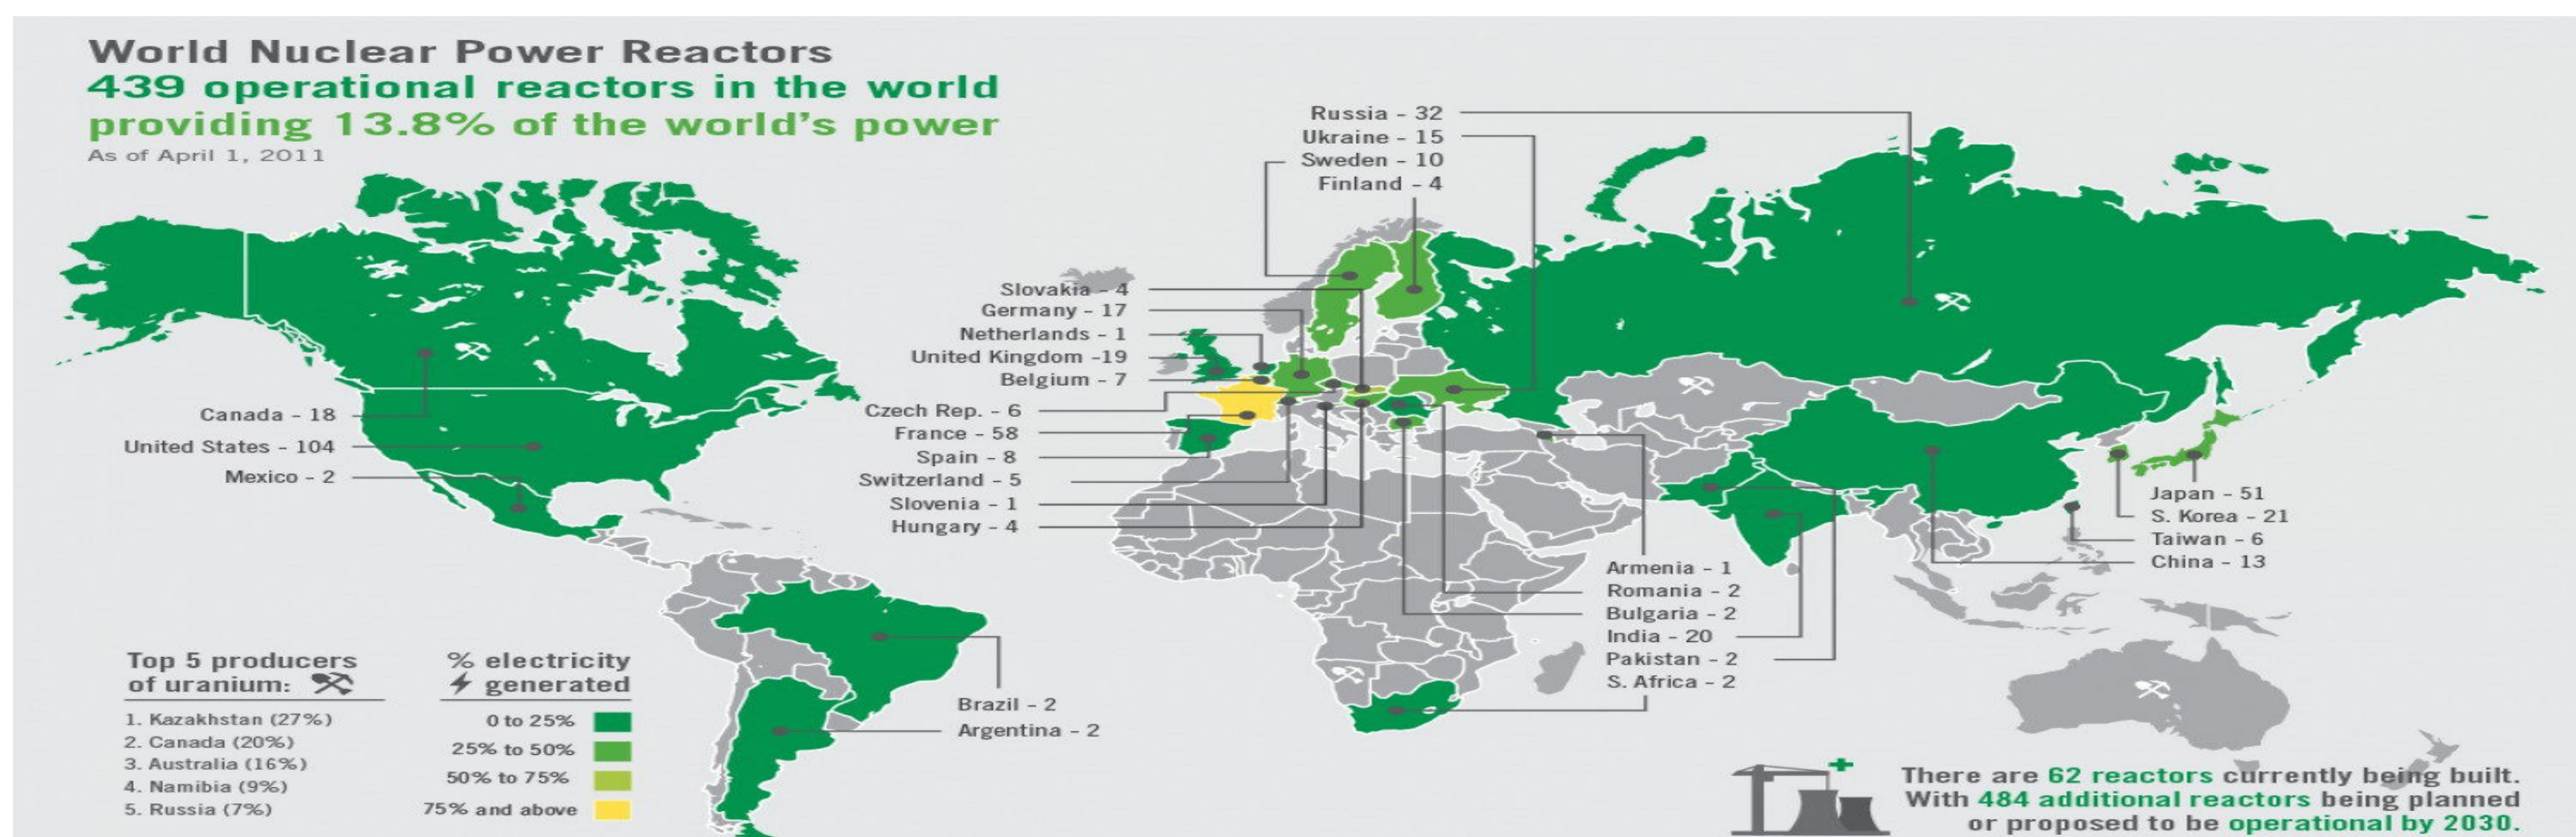 World Nuclear Power Reactors
439 operational reactors in the world
providing 13.8% of the world's power
As of April 1, 2011
Russia - 32
Ukraine - 15
Sweden - 10
Finland - 4
Slovakia - 4
Germany - 17
Netherlands - 1
United Kingdom -19
Belgium - 7
Czech Rep. - 6
France - 58
Spain - 8
Switzerland - 5
Slovenia - 1
Hungary - 4
Canada - 18
United States - 104
Mexico - 2
Japan - 51
S. Korea - 21
Taiwan - 6
China - 13
Armenia - 1
Romania - 2
Bulgaria - 2
India - 20
Pakistan - 2
S. Africa - 2
Brazil - 2
Argentina - 2
Top 5 producers
of uranium:
1. Kazakhstan (27%)
2. Canada (20%)
3. Australia (16%)
4. Namibia (9%)
5. Russia (7%)
% electricity
generated
0 to 25%
25% to 50%
50% to 75%
75% and above
There are 62 reactors currently being built.
With 484 additional reactors being planned
or proposed to be operational by 2030.